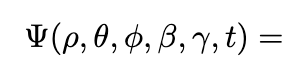 Ψ(ρ, θ, ϕ, β, γ, t) =